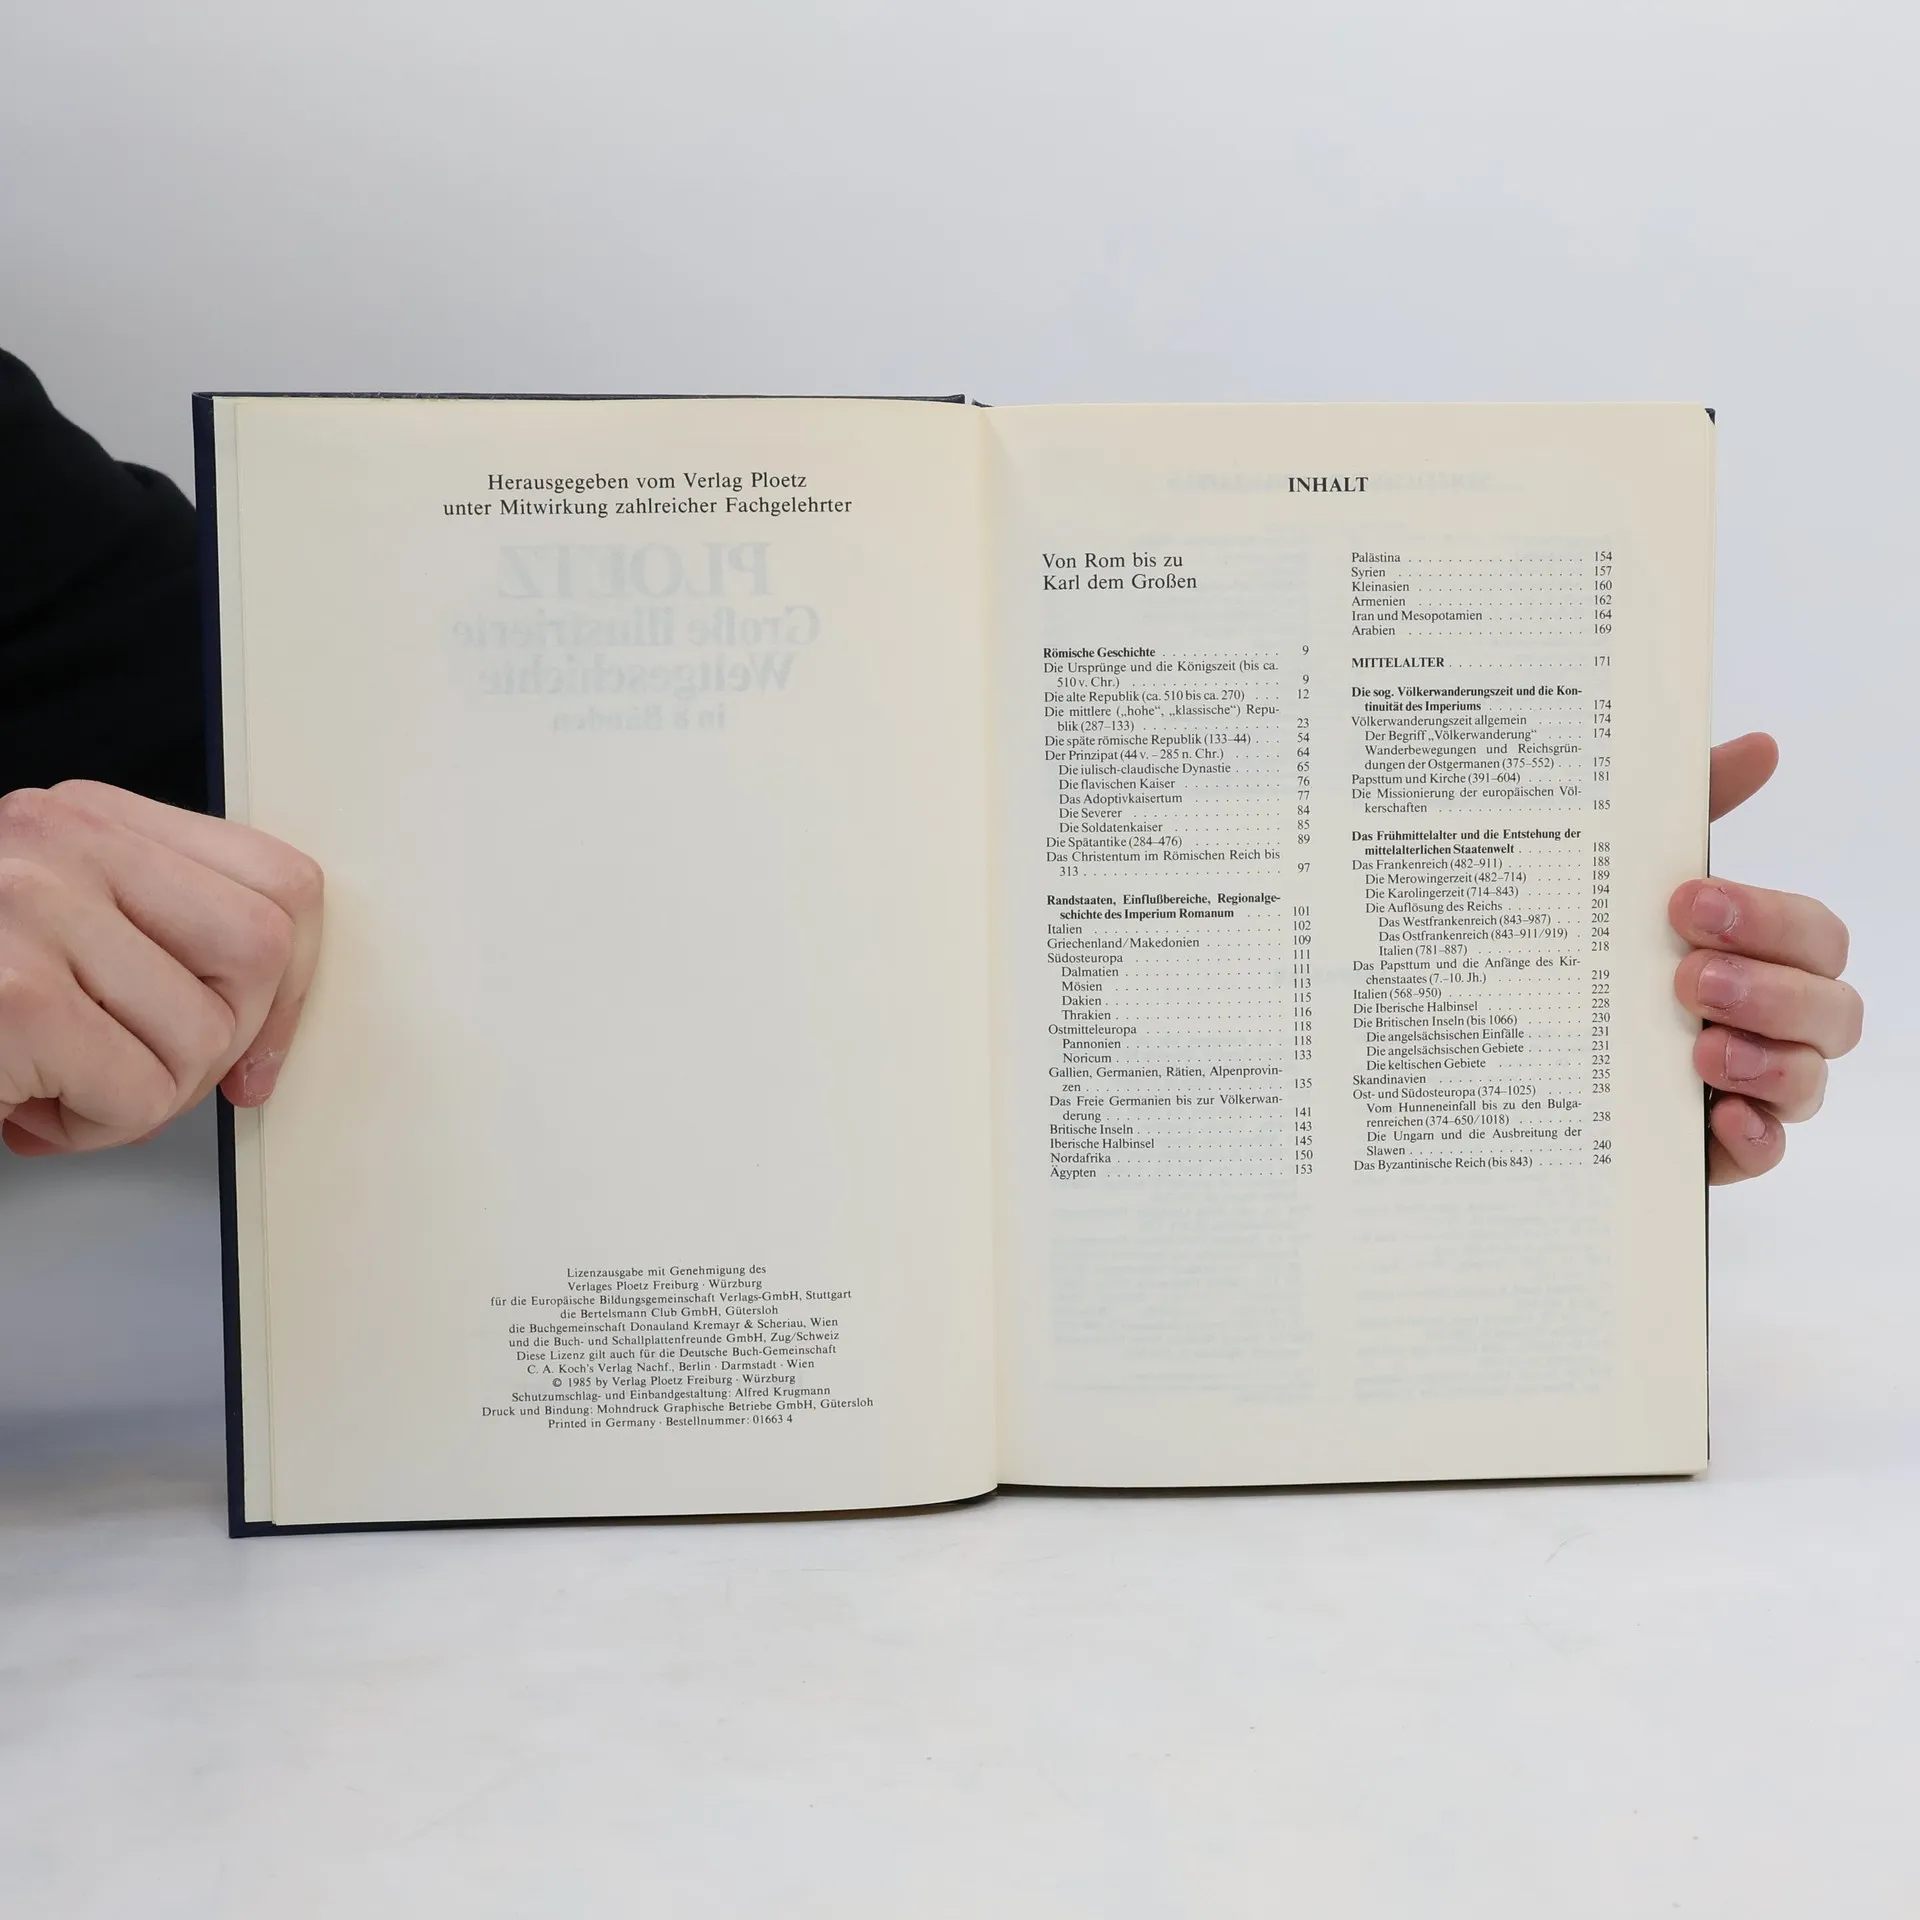 Herausgegeben vom Verlag Ploetz
unter Mitwirkung zahlreicher Fachgelehrter
PLOETZ
Große illustrierte
Weltgeschichte
in 8 Bänden
Lizenzausgabe mit Genehmigung des
Verlages Ploetz Freiburg · Würzburg
für die Europäische Bildungsgemeinschaft Verlags-GmbH, Stuttgart
die Bertelsmann Club GmbH, Gütersloh
die Buchgemeinschaft Donauland Kremayr & Scheriau, Wien
und die Buch- und Schallplattenfreunde GmbH, Zug/Schweiz
Diese Lizenz gilt auch für die Deutsche Buch-Gemeinschaft
C. A. Koch's Verlag Nachf., Berlin · Darmstadt · Wien
© 1985 by Verlag Ploetz Freiburg · Würzburg
Schutzumschlag- und Einbandgestaltung: Alfred Krugmann
Druck und Bindung: Mohndruck Graphische Betriebe GmbH, Gütersloh
Printed in Germany · Bestellnummer: 01663 4
INHALT
Von Rom bis zu
Karl dem Großen
Römische Geschichte . . . . . . . . . . . . 9
Die Ursprünge und die Königszeit (bis ca.
510 v. Chr.) . . . . . . . . . . . . . . 9
Die alte Republik (ca. 510 bis ca. 270) . . . 12
Die mittlere („hohe“, „klassische“) Repu-
blik (287–133) . . . . . . . . . . . . . . 23
Die späte römische Republik (133–44) . . . 54
Der Prinzipat (44 v. – 285 n. Chr.) . . . . . 64
Die iulisch-claudische Dynastie . . . . . 65
Die flavischen Kaiser . . . . . . . . . 76
Das Adoptivkaisertum . . . . . . . . . 77
Die Severer . . . . . . . . . . . . . . 84
Die Soldatenkaiser . . . . . . . . . . . 85
Die Spätantike (284–476) . . . . . . . . . 89
Das Christentum im Römischen Reich bis
313 . . . . . . . . . . . . . . . . . . . . 97
Randstaaten, Einflußbereiche, Regionalge-
schichte des Imperium Romanum . . . . 101
Italien . . . . . . . . . . . . . . . . . . . 102
Griechenland/Makedonien . . . . . . . . 109
Südosteuropa . . . . . . . . . . . . . . . 111
Dalmatien . . . . . . . . . . . . . . . . 111
Mösien . . . . . . . . . . . . . . . . . 113
Dakien . . . . . . . . . . . . . . . . . . 115
Thrakien . . . . . . . . . . . . . . . . . 116
Ostmitteleuropa . . . . . . . . . . . . . . 118
Pannonien . . . . . . . . . . . . . . . . 118
Noricum . . . . . . . . . . . . . . . . . 133
Gallien, Germanien, Rätien, Alpenprovin-
zen . . . . . . . . . . . . . . . . . . . . 135
Das Freie Germanien bis zur Völkerwan-
derung . . . . . . . . . . . . . . . . . . 141
Britische Inseln . . . . . . . . . . . . . . 143
Iberische Halbinsel . . . . . . . . . . . . 145
Nordafrika . . . . . . . . . . . . . . . . . 150
Ägypten . . . . . . . . . . . . . . . . . . 153
Palästina . . . . . . . . . . . . . . . . . . 154
Syrien . . . . . . . . . . . . . . . . . . . 157
Kleinasien . . . . . . . . . . . . . . . . . 160
Armenien . . . . . . . . . . . . . . . . . 162
Iran und Mesopotamien . . . . . . . . . . 164
Arabien . . . . . . . . . . . . . . . . . . 169
MITTELALTER . . . . . . . . . . . . . . 171
Die sog. Völkerwanderungszeit und die Kon-
tinuität des Imperiums . . . . . . . . . . 174
Völkerwanderungszeit allgemein . . . . . 174
Der Begriff „Völkerwanderung“ . . . . 174
Wanderbewegungen und Reichsgrün-
dungen der Ostgermanen (375–552) . . . 175
Papsttum und Kirche (391–604) . . . . . . 181
Die Missionierung der europäischen Völ-
kerschaften . . . . . . . . . . . . . . . 185
Das Frühmittelalter und die Entstehung der
mittelalterlichen Staatenwelt . . . . . . . 188
Das Frankenreich (482–911) . . . . . . . . 188
Die Merowingerzeit (482–714) . . . . . 189
Die Karolingerzeit (714–843) . . . . . . 194
Die Auflösung des Reichs . . . . . . . . 201
Das Westfrankenreich (843–987) . . . 202
Das Ostfrankenreich (843–911/919) . 204
Italien (781–887) . . . . . . . . . . . 218
Das Papsttum und die Anfänge des Kir-
chenstaates (7.–10. Jh.) . . . . . . . . . 219
Italien (568–950) . . . . . . . . . . . . . . 222
Die Iberische Halbinsel . . . . . . . . . . 228
Die Britischen Inseln (bis 1066) . . . . . . 230
Die angelsächsischen Einfälle . . . . . . 231
Die angelsächsischen Gebiete . . . . . . 231
Die keltischen Gebiete . . . . . . . . . 232
Skandinavien . . . . . . . . . . . . . . . 235
Ost- und Südosteuropa (374–1025) . . . . 238
Vom Hunneneinfall bis zu den Bulga-
renreichen (374–650/1018) . . . . . . . 238
Die Ungarn und die Ausbreitung der
Slawen . . . . . . . . . . . . . . . . . . 240
Das Byzantinische Reich (bis 843) . . . . . 246